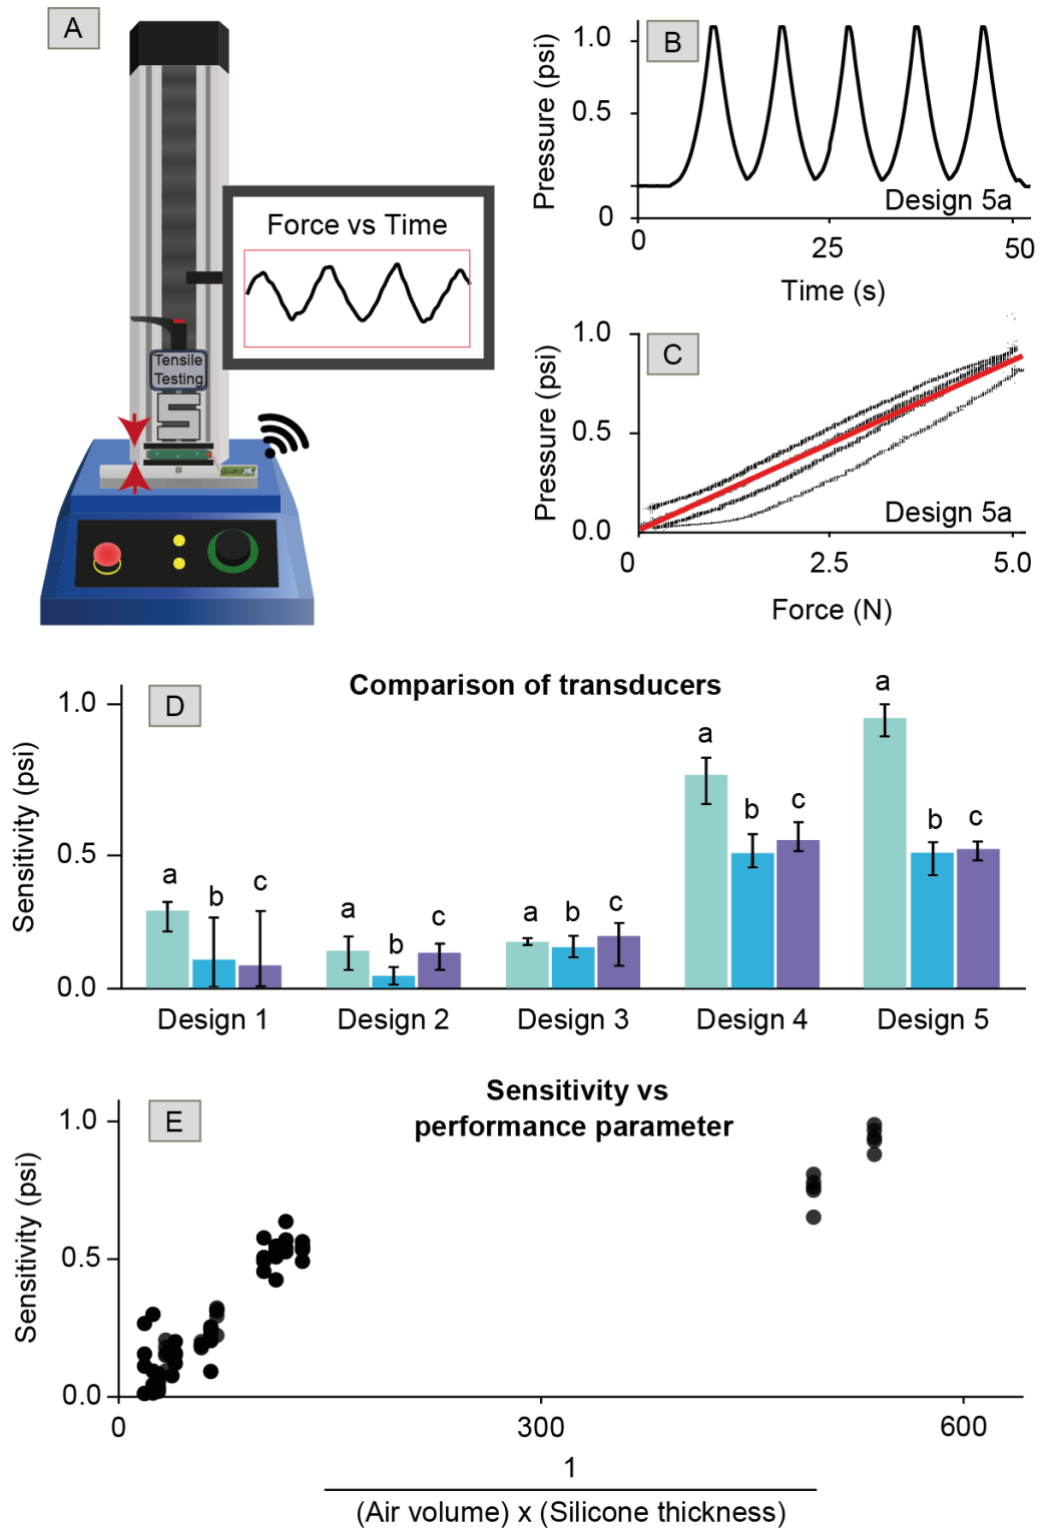 A
Force vs Time
Tensile
Testing
B
Pressure (psi)
1.0
0.5
0
Design 5a
0 25 50
Time (s)
C
Pressure (psi)
1.0
0.5
0.0
Design 5a
0 2.5 5.0
Force (N)
D
Comparison of transducers
Sensitivity (psi)
1.0
0.5
0.0
a b c
a b c
a b c
a b c
a b c
Design 1 Design 2 Design 3 Design 4 Design 5
E
Sensitivity vs
performance parameter
Sensitivity (psi)
1.0
0.5
0.0
0 300 600
1
(Air volume) x (Silicone thickness)